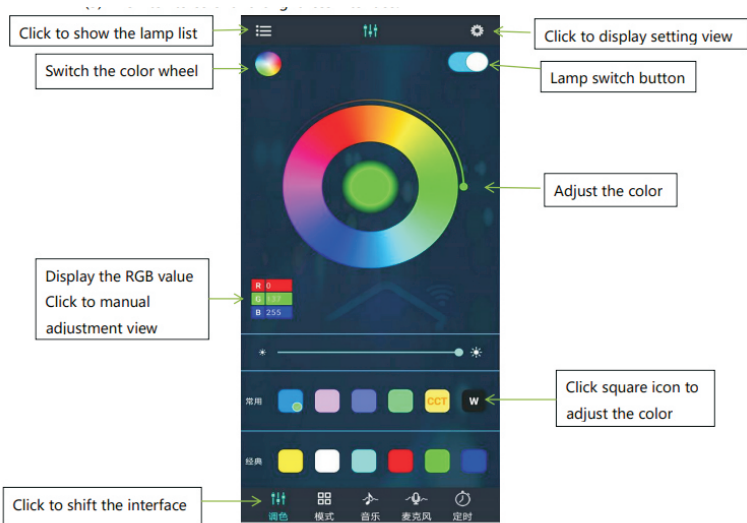 Click to show the lamp list
Click to display setting view
Switch the color wheel
Lamp switch button
Adjust the color
Display the RGB value
Click to manual
adjustment view
R 0
G 137
B 255
常用
CCT
W
Click square icon to
adjust the color
经典
Click to shift the interface
调色
模式
音乐
麦克风
定时